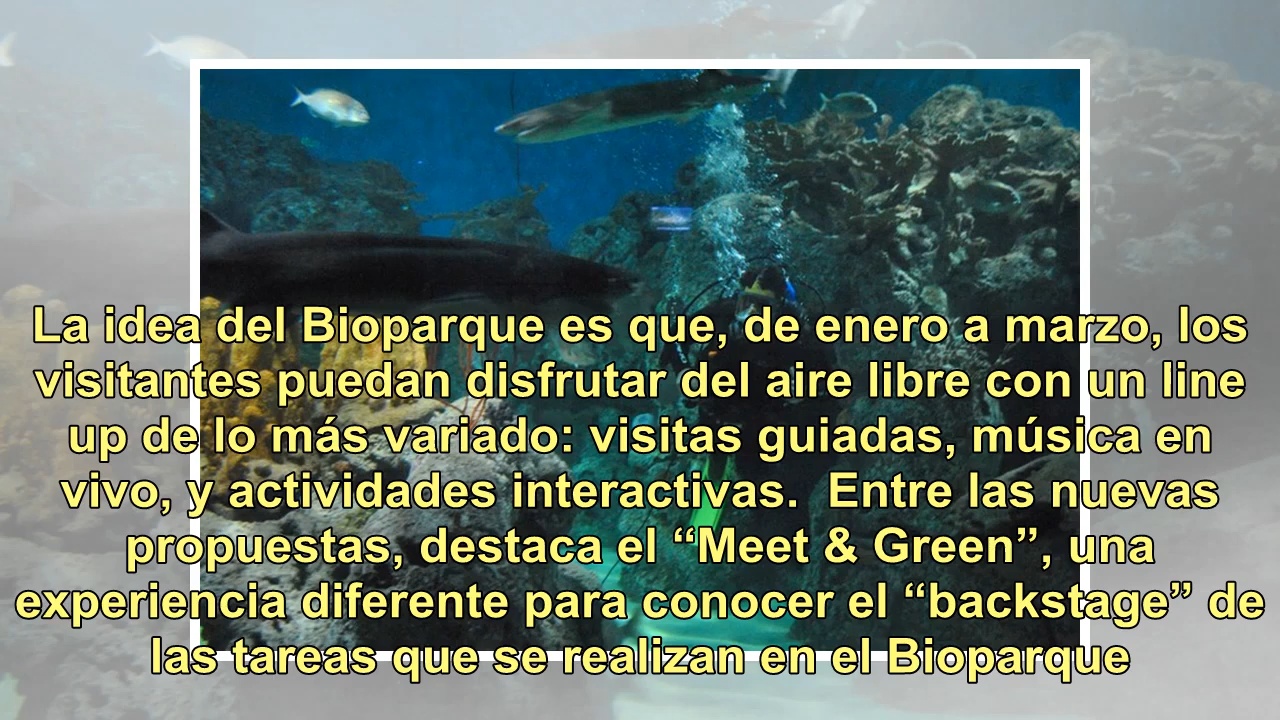 La idea del Bioparque es que, de enero a marzo, los
visitantes puedan disfrutar del aire libre con un line
up de lo más variado: visitas guiadas, música en
vivo, y actividades interactivas.  Entre las nuevas
propuestas, destaca el “Meet & Green”, una
experiencia diferente para conocer el “backstage” de
las tareas que se realizan en el Bioparque